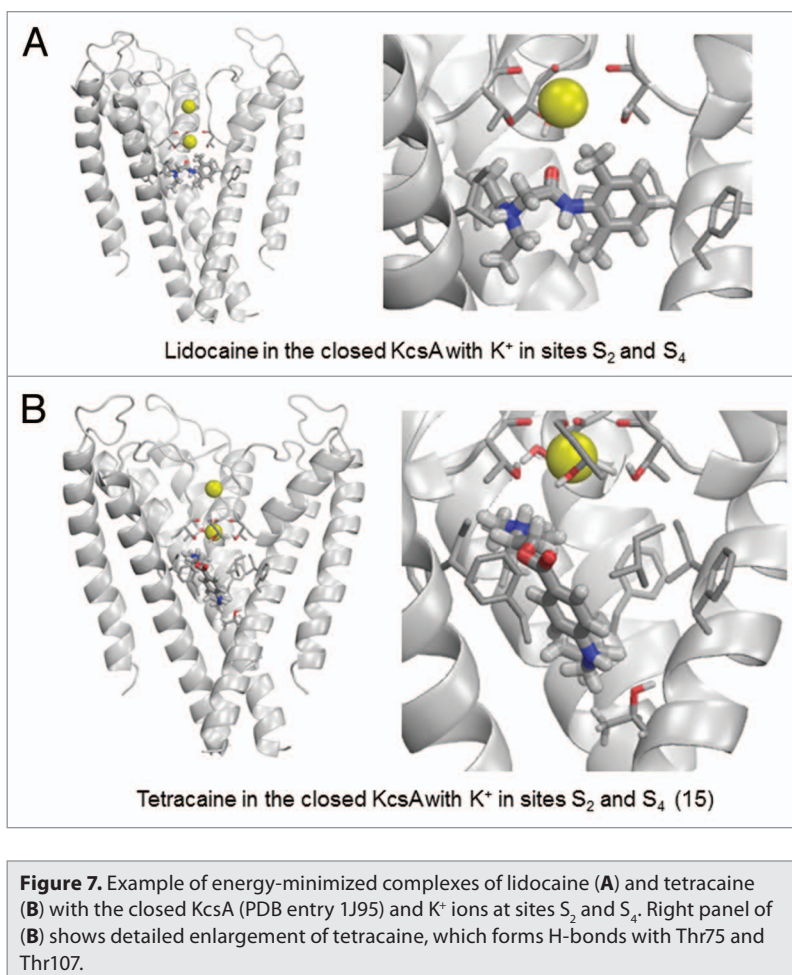 A
Lidocaine in the closed KcsA with K⁺ in sites S₂ and S₄
B
Tetracaine in the closed KcsA with K⁺ in sites S₂ and S₄ (15)
Figure 7. Example of energy-minimized complexes of lidocaine (A) and tetracaine
(B) with the closed KcsA (PDB entry 1J95) and K⁺ ions at sites S₂ and S₄. Right panel of
(B) shows detailed enlargement of tetracaine, which forms H-bonds with Thr75 and
Thr107.